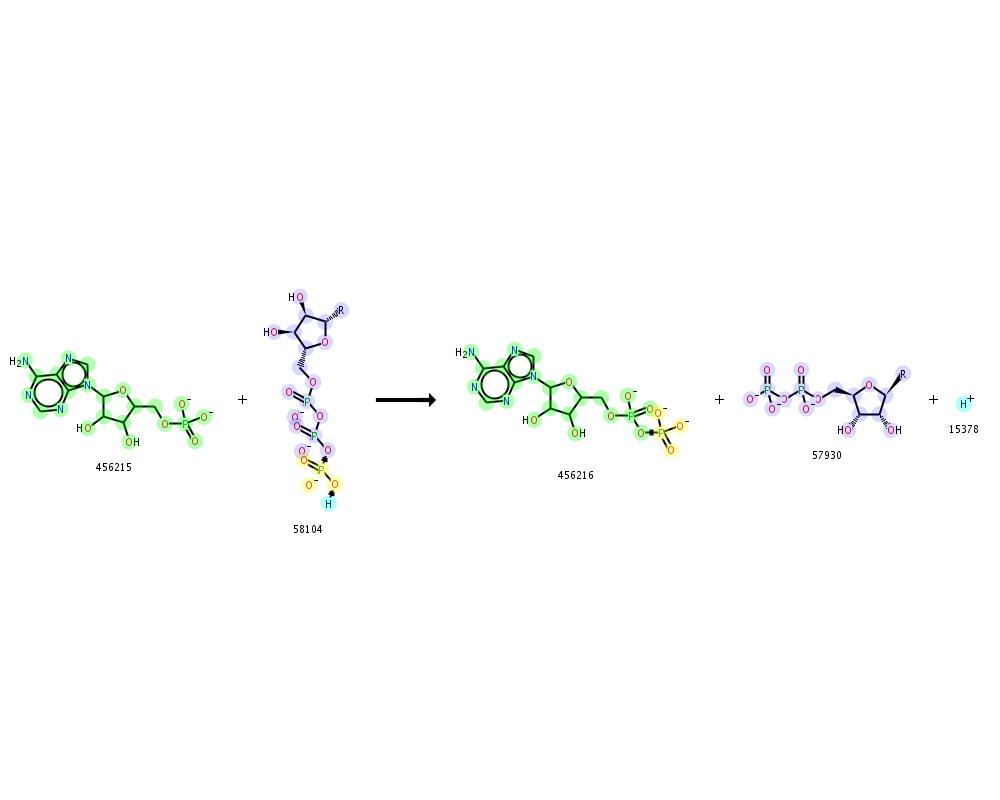 H₂N N N N N O HO OH O P O⁻ O⁻ O
456215
+
HO R HO O O O P O O⁻ O P O⁻ O O P O⁻ O H
58104
H₂N N N N N O HO OH O P O⁻ O O P O⁻ O⁻ O
456216
+
O O R O⁻ P O P O O O⁻ O⁻ HO OH
57930
+
H⁺
15378